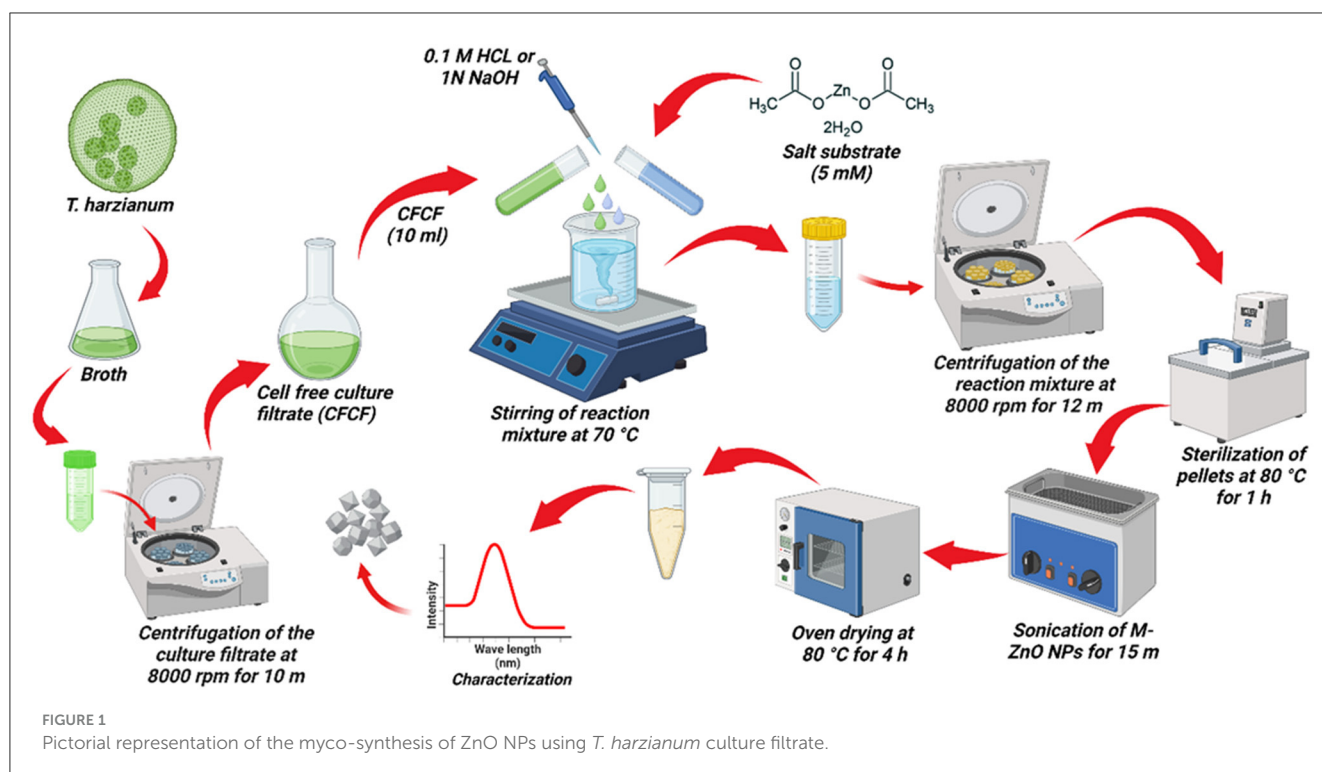 0.1 M HCL or
1N NaOH
O
O
Zn
H₃C
O
O
CH₃
2H₂O
Salt substrate
(5 mM)
T. harzianum
CFCF
(10 ml)
Broth
Cell free culture
filtrate (CFCF)
Stirring of reaction
mixture at 70 °C
Centrifugation of the
reaction mixture at
8000 rpm for 12 m
Sterilization of
pellets at 80 °C
for 1 h
Centrifugation of the
culture filtrate at
8000 rpm for 10 m
Intensity
Wave length
(nm)
Characterization
Oven drying at
80 °C for 4 h
Sonication of M-
ZnO NPs for 15 m
FIGURE 1
Pictorial representation of the myco-synthesis of ZnO NPs using T. harzianum culture filtrate.